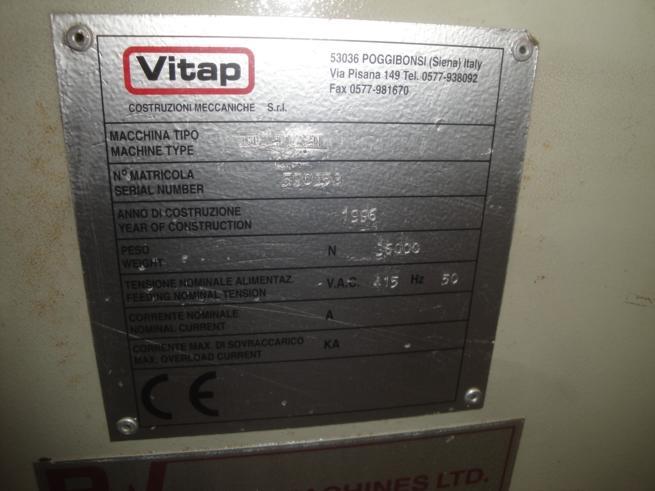 Vitap
53036 POGGIBONSI (Siena) Italy
Via Pisana 149 Tel. 0577-938092
Fax 0577-981670
COSTRUZIONI MECCANICHE S.r.l.
MACCHINA TIPO
MACHINE TYPE
N° MATRICOLA
SERIAL NUMBER
ANNO DI COSTRUZIONE 1996
YEAR OF CONSTRUCTION
PESO N 36000
WEIGHT
TENSIONE NOMINALE ALIMENTAZ. V.A.C. 415 Hz 50
FEEDING NOMINAL TENSION
CORRENTE NOMINALE A
NOMINAL CURRENT
CORRENTE MAX. DI SOVRACCARICO KA
MAX. OVERLOAD CURRENT
CE
MACHINES LTD.